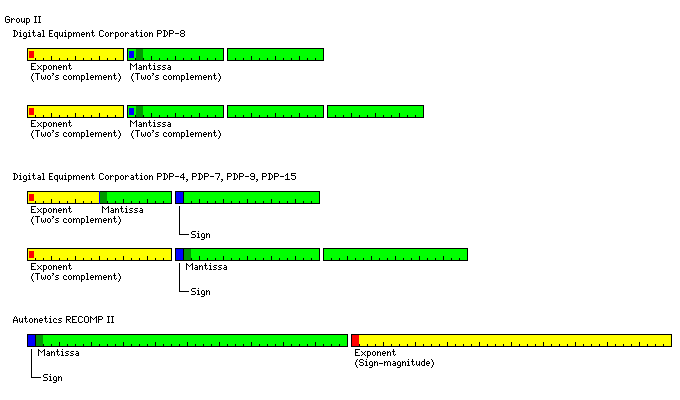 Group II
Digital Equipment Corporation PDP-8
Exponent Mantissa
(Two's complement) (Two's complement)
Exponent Mantissa
(Two's complement) (Two's complement)
Digital Equipment Corporation PDP-4, PDP-7, PDP-9, PDP-15
Exponent Mantissa
(Two's complement)
Sign
Exponent Mantissa
(Two's complement)
Sign
Autonetics RECOMP II
Mantissa Exponent
(Sign-magnitude)
Sign